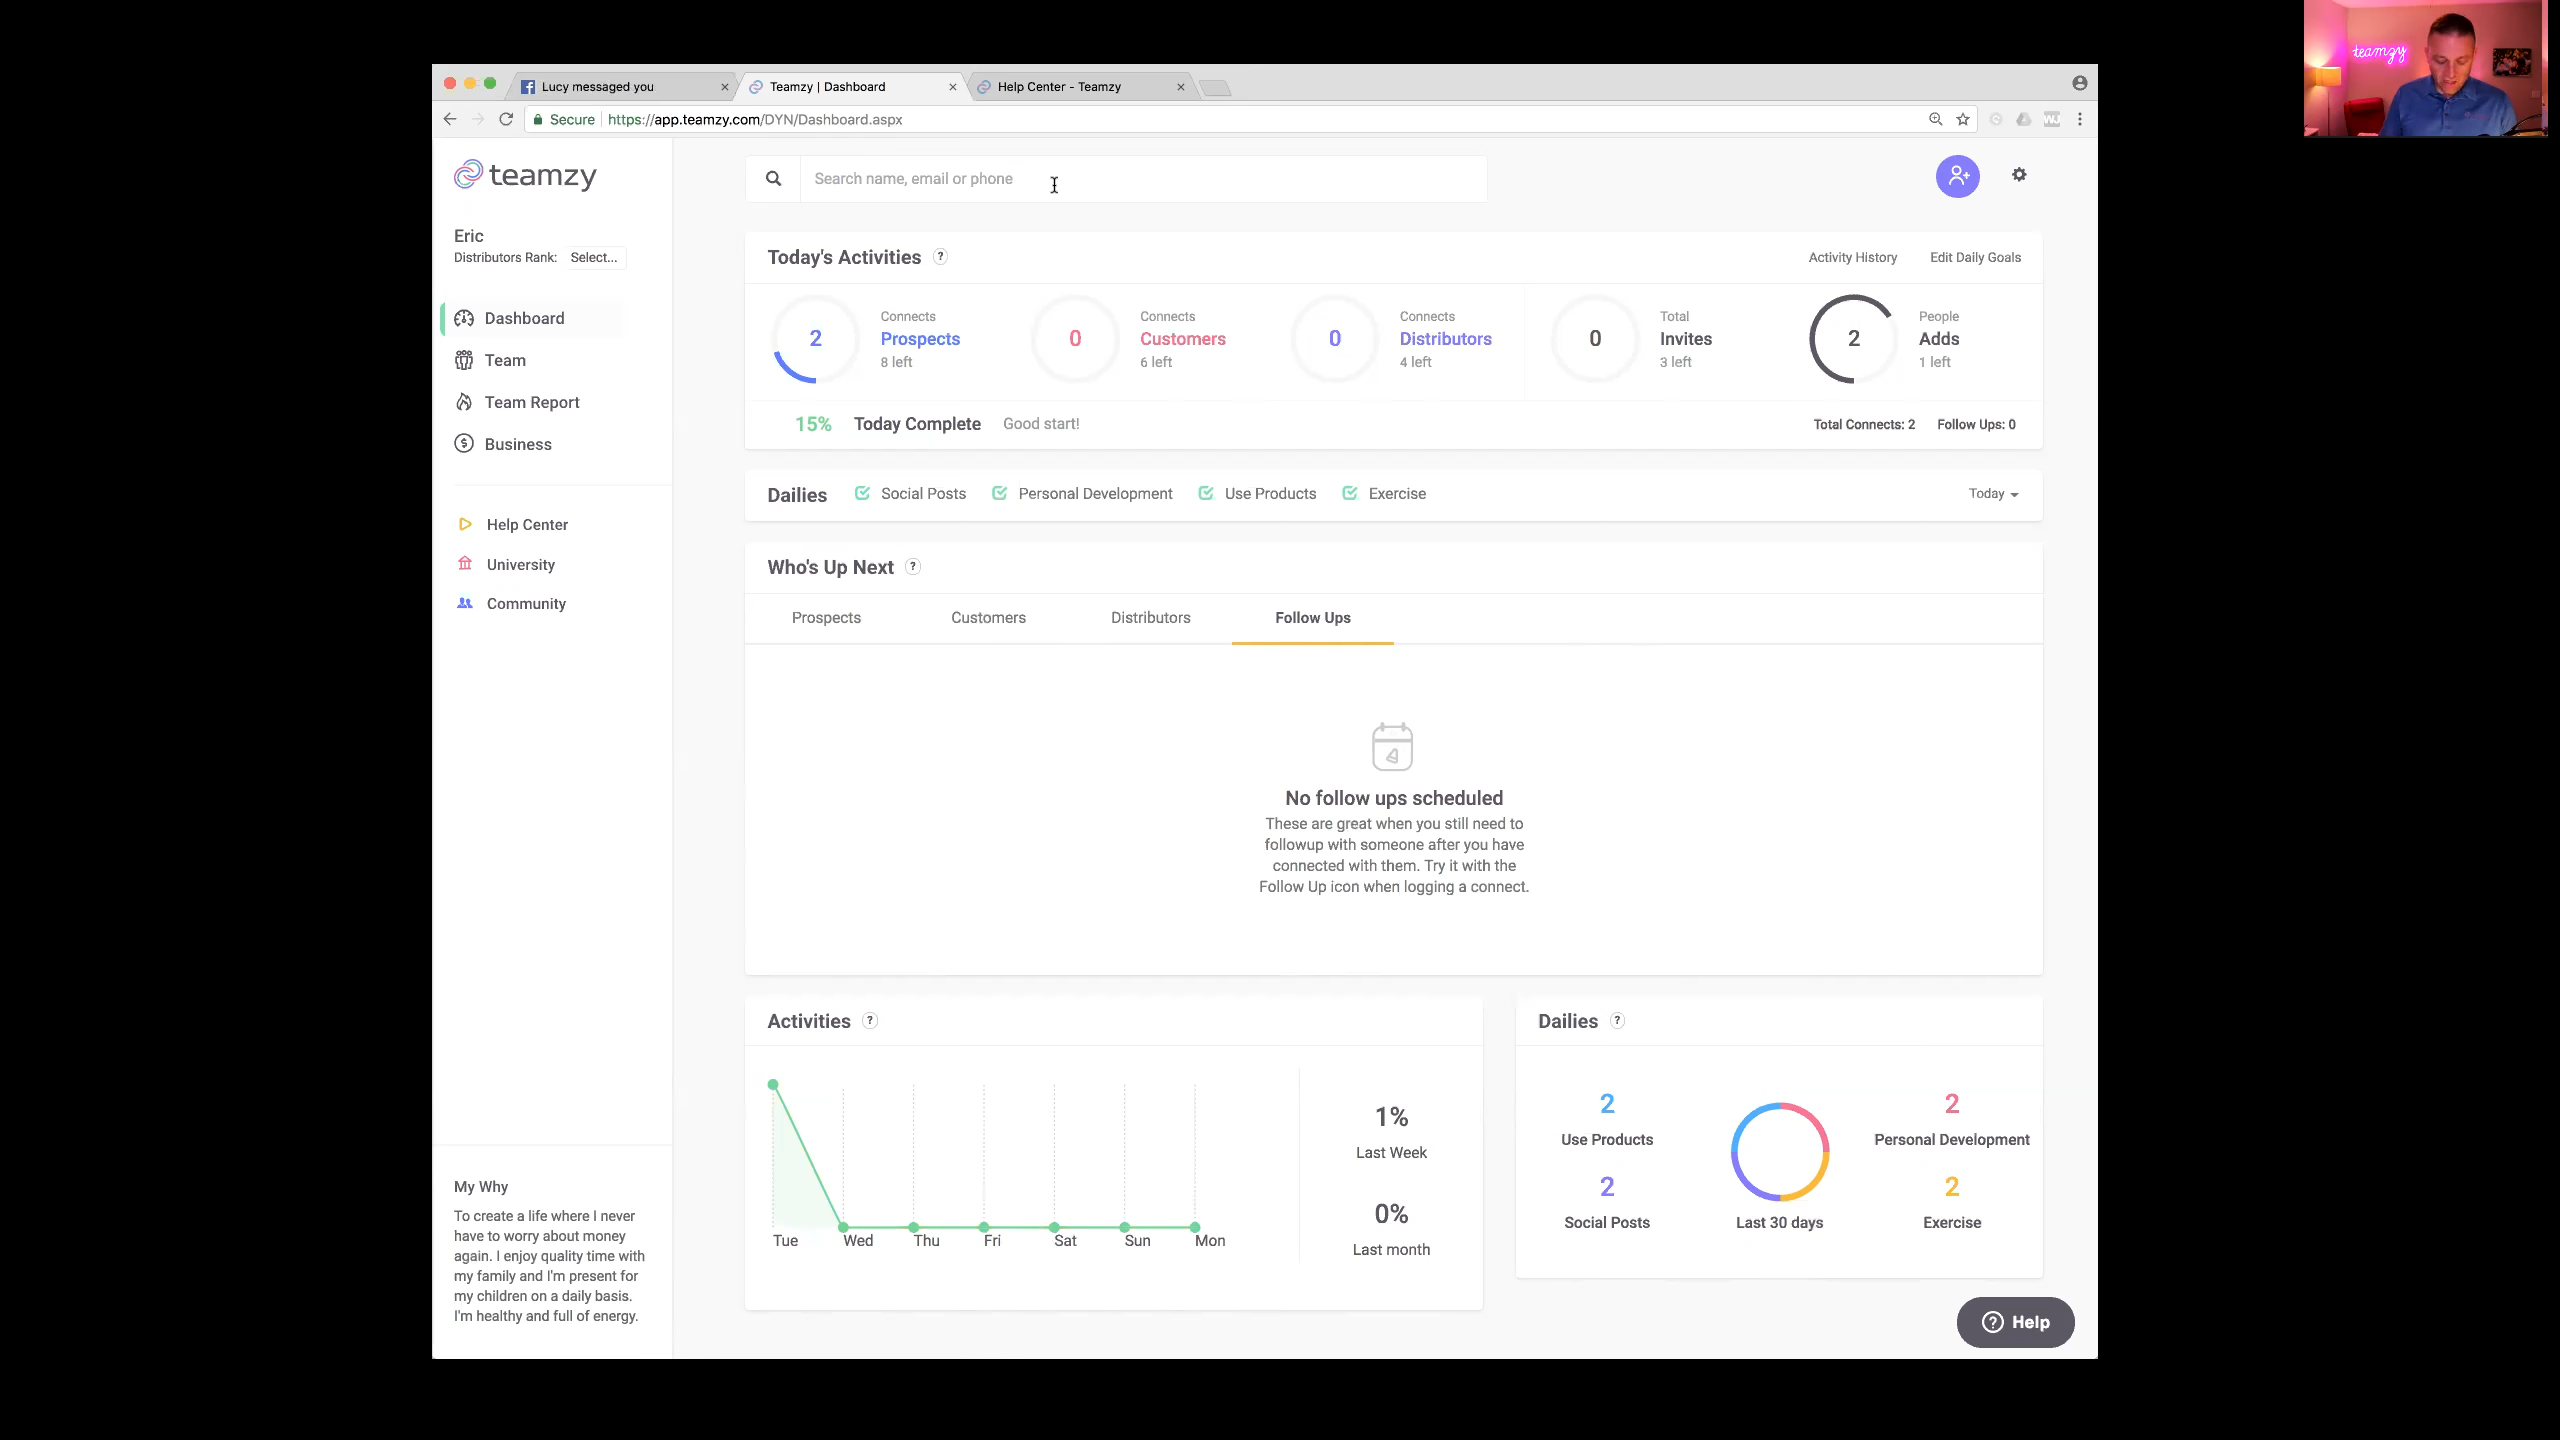 Lucy messaged you
Teamzy | Dashboard
Help Center - Teamzy
Secure
https://app.teamzy.com/DYN/Dashboard.aspx
teamzy
teamzy
Search name, email or phone
Eric
Distributors Rank: Select...
Dashboard
Team
Team Report
Business
Help Center
University
Community
Today's Activities ?
Activity History
Edit Daily Goals
2
Connects
Prospects
8 left
0
Connects
Customers
6 left
0
Connects
Distributors
4 left
0
Total
Invites
3 left
2
People
Adds
1 left
15% Today Complete Good start!
Total Connects: 2 Follow Ups: 0
Dailies Social Posts Personal Development Use Products Exercise
Today
Who's Up Next ?
Prospects Customers Distributors Follow Ups
No follow ups scheduled
These are great when you still need to
followup with someone after you have
connected with them. Try it with the
Follow Up icon when logging a connect.
Activities ?
Tue Wed Thu Fri Sat Sun Mon
1%
Last Week
0%
Last month
Dailies ?
2
Use Products
2
Social Posts
Last 30 days
2
Personal Development
2
Exercise
My Why
To create a life where I never
have to worry about money
again. I enjoy quality time with
my family and I'm present for
my children on a daily basis.
I'm healthy and full of energy.
? Help